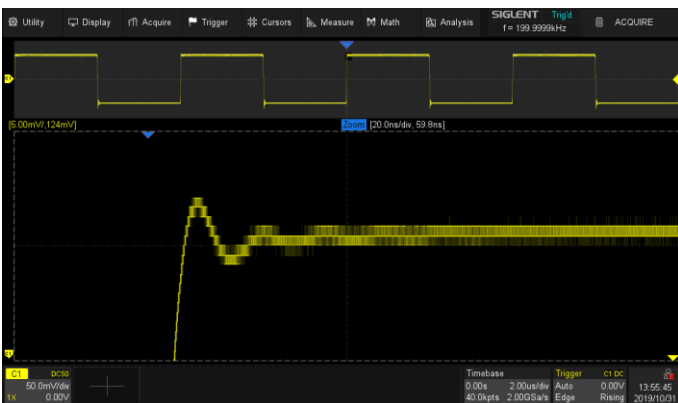 Utility Display Acquire Trigger Cursors Measure Math Analysis SIGLENT Trig'd ACQUIRE
f = 199.9999kHz
[5.00mV/,124mV] Zoom [20.0ns/div, 59.8ns]
C1 DC50 Timebase Trigger C1 DC
50.0mV/div 0.00s 2.00us/div Auto 0.00V 13:55:45
1X 0.00V 40.0kpts 2.00GSa/s Edge Rising 2019/10/31